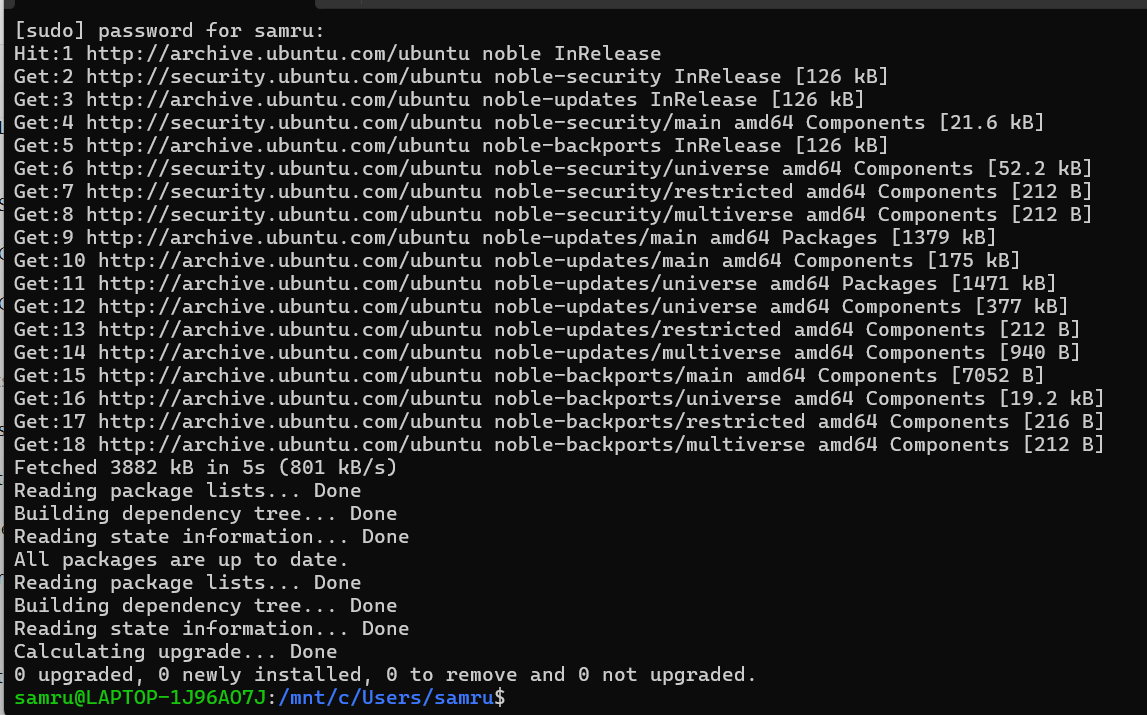 [sudo] password for samru:
Hit:1 http://archive.ubuntu.com/ubuntu noble InRelease
Get:2 http://security.ubuntu.com/ubuntu noble-security InRelease [126 kB]
Get:3 http://archive.ubuntu.com/ubuntu noble-updates InRelease [126 kB]
Get:4 http://security.ubuntu.com/ubuntu noble-security/main amd64 Components [21.6 kB]
Get:5 http://archive.ubuntu.com/ubuntu noble-backports InRelease [126 kB]
Get:6 http://security.ubuntu.com/ubuntu noble-security/universe amd64 Components [52.2 kB]
Get:7 http://security.ubuntu.com/ubuntu noble-security/restricted amd64 Components [212 B]
Get:8 http://security.ubuntu.com/ubuntu noble-security/multiverse amd64 Components [212 B]
Get:9 http://archive.ubuntu.com/ubuntu noble-updates/main amd64 Packages [1379 kB]
Get:10 http://archive.ubuntu.com/ubuntu noble-updates/main amd64 Components [175 kB]
Get:11 http://archive.ubuntu.com/ubuntu noble-updates/universe amd64 Packages [1471 kB]
Get:12 http://archive.ubuntu.com/ubuntu noble-updates/universe amd64 Components [377 kB]
Get:13 http://archive.ubuntu.com/ubuntu noble-updates/restricted amd64 Components [212 B]
Get:14 http://archive.ubuntu.com/ubuntu noble-updates/multiverse amd64 Components [940 B]
Get:15 http://archive.ubuntu.com/ubuntu noble-backports/main amd64 Components [7052 B]
Get:16 http://archive.ubuntu.com/ubuntu noble-backports/universe amd64 Components [19.2 kB]
Get:17 http://archive.ubuntu.com/ubuntu noble-backports/restricted amd64 Components [216 B]
Get:18 http://archive.ubuntu.com/ubuntu noble-backports/multiverse amd64 Components [212 B]
Fetched 3882 kB in 5s (801 kB/s)
Reading package lists... Done
Building dependency tree... Done
Reading state information... Done
All packages are up to date.
Reading package lists... Done
Building dependency tree... Done
Reading state information... Done
Calculating upgrade... Done
0 upgraded, 0 newly installed, 0 to remove and 0 not upgraded.
samru@LAPTOP-1J96AO7J:/mnt/c/Users/samru$